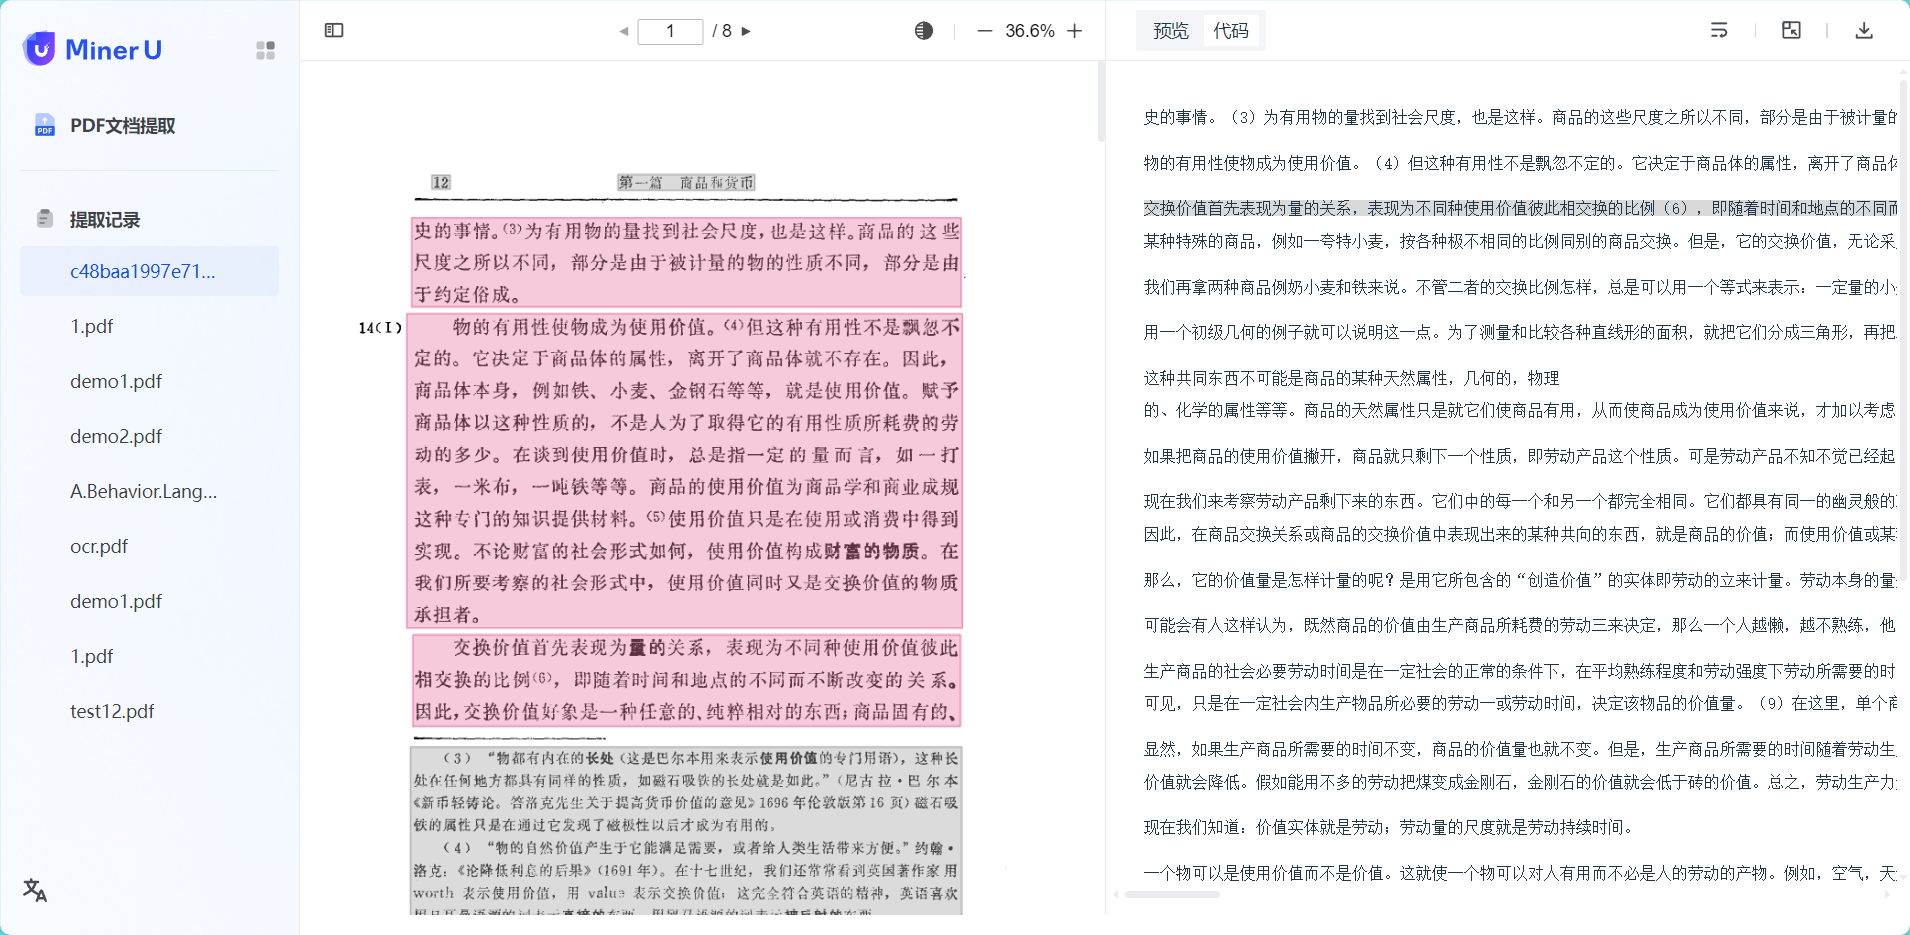 Miner U
PDF文档提取
提取记录
c48baa1997e71...
1.pdf
demo1.pdf
demo2.pdf
A.Behavior.Lang...
ocr.pdf
demo1.pdf
1.pdf
test12.pdf
1 / 8
36.6%
12 第一篇 商品和货币
史的事情。(3)为有用物的量找到社会尺度,也是这样。商品的这些
尺度之所以不同，部分是由于被计量的物的性质不同，部分是由
于约定俗成。
14(I)
物的有用性使物成为使用价值。(4)但这种有用性不是飘忽不
定的。它决定于商品体的属性，离开了商品体就不存在。因此，
商品体本身，例如铁、小麦、金钢石等等，就是使用价值。赋予
商品体以这种性质的，不是人为了取得它的有用性质所耗费的劳
动的多少。在谈到使用价值时，总是指一定的量而言，如一打
表，一米布，一吨铁等等。商品的使用价值为商品学和商业成规
这种专门的知识提供材料。(5)使用价值只是在使用或消费中得到
实现。不论财富的社会形式如何，使用价值构成财富的物质。在
我们所要考察的社会形式中，使用价值同时又是交换价值的物质
承担者。
交换价值首先表现为量的关系，表现为不同种使用价值彼此
相交换的比例(6)，即随着时间和地点的不同而不断改变的关系。
因此,交换价值好象是一种任意的、纯粹相对的东西;商品固有的、
(3) “物都有内在的长处(这是巴尔本用来表示使用价值的专门用语)，这种长
处在任何地方都具有同样的性质，如磁石吸铁的长处就是如此。”(尼古拉·巴尔本
《新币轻铸论。答洛克先生关于提高货币价值的意见》1696年伦敦版第16页)磁石吸
铁的属性只是在通过它发现了磁极性以后才成为有用的。
(4) “物的自然价值产生于它能满足需要，或者给人类生活带来方便。”约翰·
洛克:《论降低利息的后果》(1691年)。在十七世纪，我们还常常看到英国著作家用
worth 表示使用价值，用 value 表示交换价值；这完全符合英语的精神，英语喜欢
预览 代码
史的事情。（3）为有用物的量找到社会尺度，也是这样。商品的这些尺度之所以不同，部分是由于被计量的
物的有用性使物成为使用价值。（4）但这种有用性不是飘忽不定的。它决定于商品体的属性，离开了商品体
交换价值首先表现为量的关系，表现为不同种使用价值彼此相交换的比例（6），即随着时间和地点的不同而
某种特殊的商品，例如一夸特小麦，按各种极不相同的比例同别的商品交换。但是，它的交换价值，无论采
我们再拿两种商品例奶小麦和铁来说。不管二者的交换比例怎样，总是可以用一个等式来表示：一定量的小
用一个初级几何的例子就可以说明这一点。为了测量和比较各种直线形的面积，就把它们分成三角形，再把
这种共同东西不可能是商品的某种天然属性，几何的，物理
的、化学的属性等等。商品的天然属性只是就它们使商品有用，从而使商品成为使用价值来说，才加以考虑
如果把商品的使用价值撇开，商品就只剩下一个性质，即劳动产品这个性质。可是劳动产品不知不觉已经起
现在我们来考察劳动产品剩下来的东西。它们中的每一个和另一个都完全相同。它们都具有同一的幽灵般的
因此，在商品交换关系或商品的交换价值中表现出来的某种共向的东西，就是商品的价值；而使用价值或某
那么，它的价值量是怎样计量的呢？是用它所包含的“创造价值”的实体即劳动的立来计量。劳动本身的量
可能会有人这样认为，既然商品的价值由生产商品所耗费的劳动三来决定，那么一个人越懒，越不熟练，他
生产商品的社会必要劳动时间是在一定社会的正常的条件下，在平均熟练程度和劳动强度下劳动所需要的时
可见，只是在一定社会内生产物品所必要的劳动一或劳动时间，决定该物品的价值量。（9）在这里，单个商
显然，如果生产商品所需要的时间不变，商品的价值量也就不变。但是，生产商品所需要的时间随着劳动生
价值就会降低。假如能用不多的劳动把煤变成金刚石，金刚石的价值就会低于砖的价值。总之，劳动生产力
现在我们知道：价值实体就是劳动；劳动量的尺度就是劳动持续时间。
一个物可以是使用价值而不是价值。这就使一个物可以对人有用而不必是人的劳动的产物。例如，空气，天